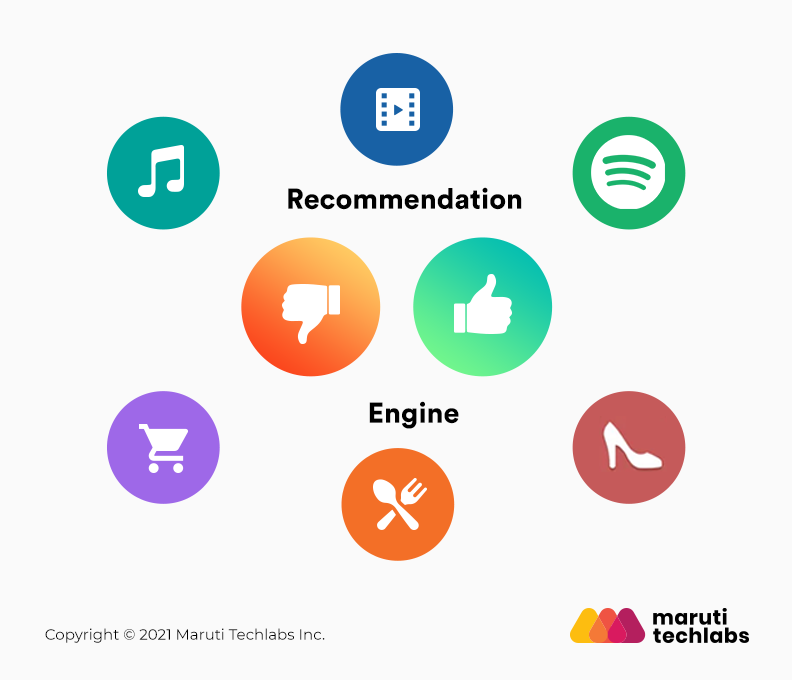 Recommendation
Engine
Copyright © 2021 Maruti Techlabs Inc.
maruti
techlabs